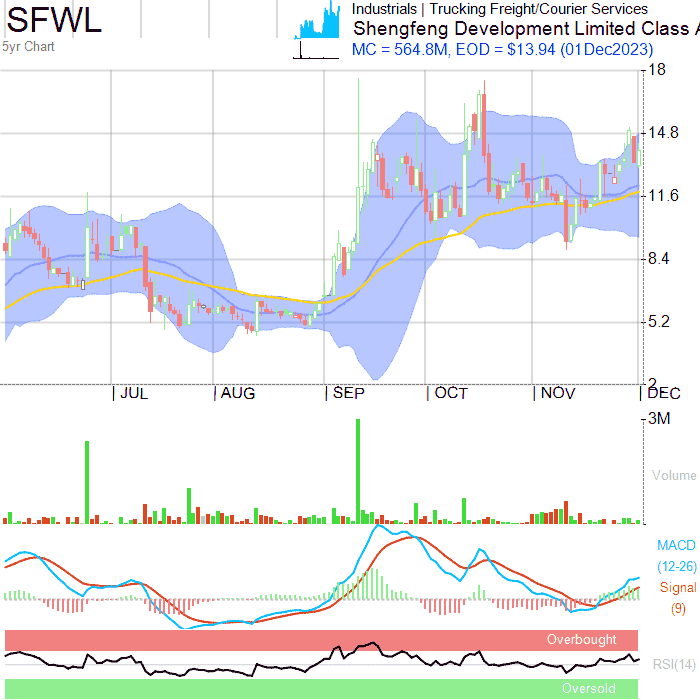 SFWL
5yr Chart
Industrials | Trucking Freight/Courier Services
Shengfeng Development Limited Class A
MC = 564.8M, EOD = $13.94 (01Dec2023)
18
14.8
11.6
8.4
5.2
2
JUL
AUG
SEP
OCT
NOV
DEC
3M
Volume
MACD
(12-26)
Signal
(9)
Overbought
RSI(14)
Oversold